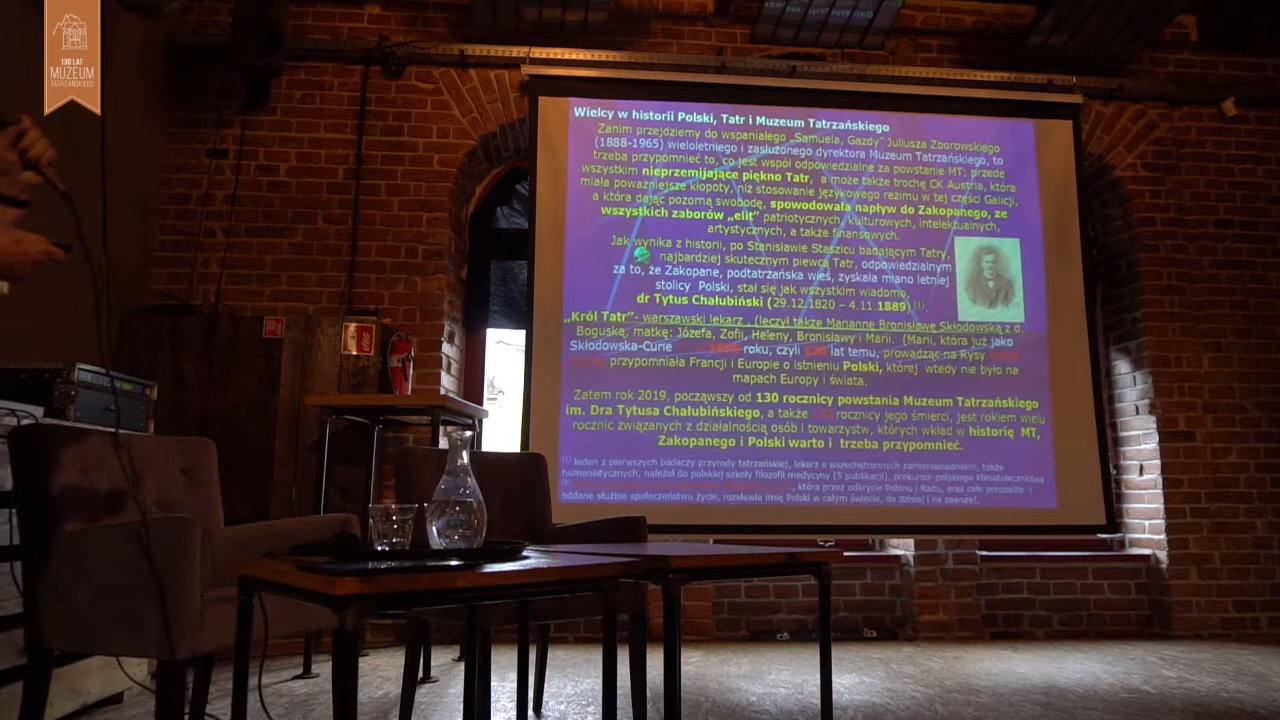 130 LAT
MUZEUM
TATRZAŃSKIEGO
Wielcy w historii Polski, Tatr i Muzeum Tatrzańskiego
Zanim przejdziemy do wspaniałego „Samuela, Gazdy" Juliusza Zborowskiego
(1888-1965) wieloletniego i zasłużonego dyrektora Muzeum Tatrzańskiego, to
trzeba przypomnieć to, co jest współ odpowiedzialne za powstanie MT; przede
wszystkim nieprzemijające piękno Tatr, a może także trochę CK Austria, która
miała poważniejsze kłopoty, niż stosowanie językowego reżimu w tej części Galicji,
a która dając pozorną swobodę, spowodowała napływ do Zakopanego, ze
wszystkich zaborów „elit" patriotycznych, kulturowych, intelektualnych,
artystycznych, a także finansowych.
Jak wynika z historii, po Stanisławie Staszicu badającym Tatry,
najbardziej skutecznym piewcą Tatr, odpowiedzialnym
za to, że Zakopane, podtatrzańska wieś, zyskała miano letniej
stolicy Polski, stał się jak wszystkim wiadomo,
dr Tytus Chałubiński (29.12.1820 – 4.11.1889) (1).
„Król Tatr"- warszawski lekarz , (leczył także Mariannę Bronisławę Skłodowską z d.
Boguska, matkę; Józefa, Zofii, Heleny, Bronisławy i Marii. (Marii, która już jako
Skłodowska-Curie roku, czyli lat temu, prowadząc na Rysy
przypomniała Francji i Europie o istnieniu Polski, której wtedy nie było na
mapach Europy i świata.
Zatem rok 2019, począwszy od 130 rocznicy powstania Muzeum Tatrzańskiego
im. Dra Tytusa Chałubińskiego, a także rocznicy jego śmierci, jest rokiem wielu
rocznic związanych z działalnością osób i towarzystw, których wkład w historię MT,
Zakopanego i Polski warto i trzeba przypomnieć.
(1) Jeden z pierwszych badaczy przyrody tatrzańskiej, lekarz o wszechstronnych zainteresowaniach, także
humanistycznych, należał do polskiej szkoły filozofii medycyny (5 publikacji), prekursor polskiego klimatolecznictwa .
(2) , która przez odkrycie Polonu i Radu, oraz całe pracowite i
oddane służbie społeczeństwu życie, rozsławiła imię Polski w całym świecie, do dzisiaj i na zawsze!.